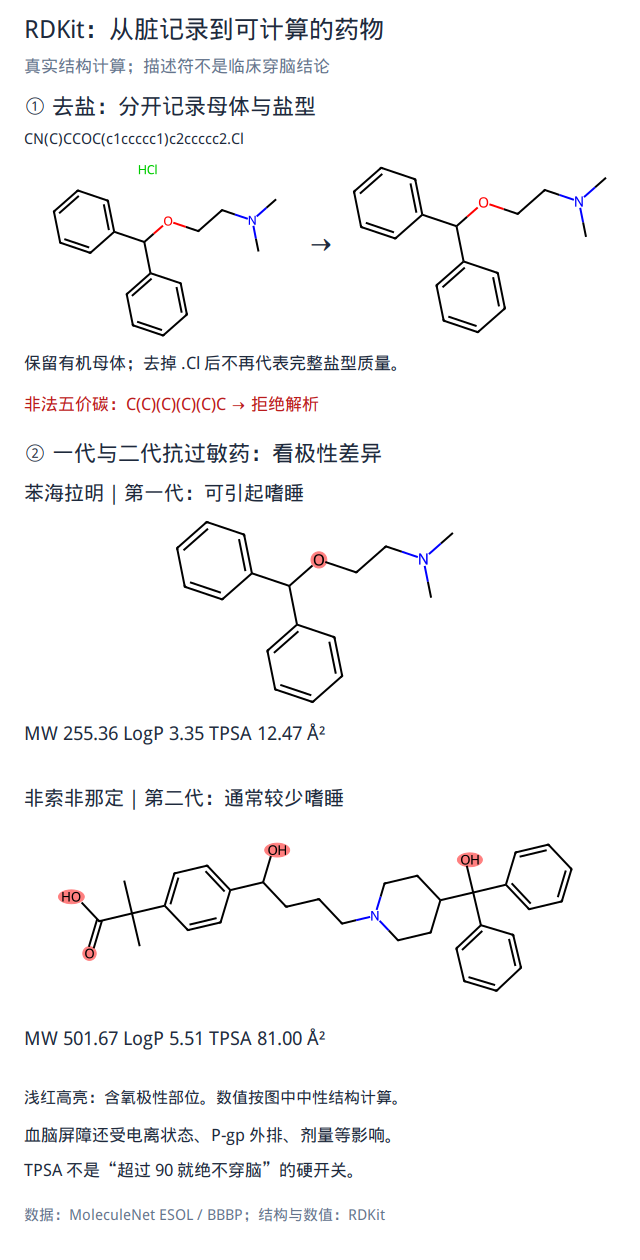 RDKit：从脏记录到可计算的药物
真实结构计算；描述符不是临床穿脑结论
① 去盐：分开记录母体与盐型
CN(C)CCOC(c1ccccc1)c2ccccc2.Cl
HCl
O
N
→
O
N
保留有机母体；去掉 .Cl 后不再代表完整盐型质量。
非法五价碳：C(C)(C)(C)(C)C → 拒绝解析
② 一代与二代抗过敏药：看极性差异
苯海拉明 | 第一代：可引起嗜睡
O
N
MW 255.36 LogP 3.35 TPSA 12.47 Å²
非索非那定 | 第二代：通常较少嗜睡
OH
OH
HO
N
O
MW 501.67 LogP 5.51 TPSA 81.00 Å²
浅红高亮：含氧极性部位。数值按图中中性结构计算。
血脑屏障还受电离状态、P-gp 外排、剂量等影响。
TPSA 不是“超过 90 就绝不穿脑”的硬开关。
数据：MoleculeNet ESOL / BBBP；结构与数值：RDKit